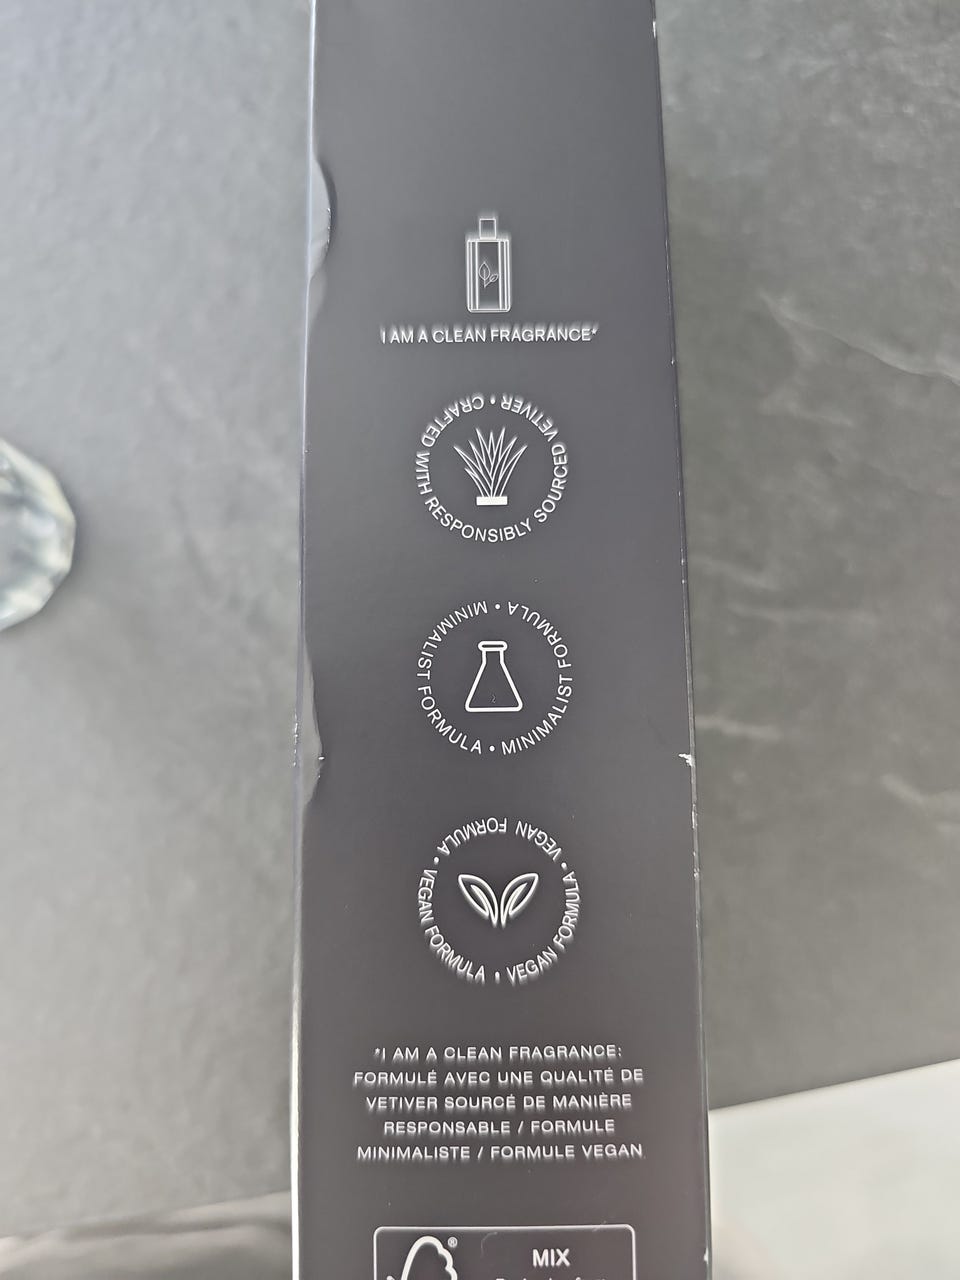 I AM A CLEAN FRAGRANCE*
CRAFTED WITH RESPONSIBLY SOURCED VETIVER •
MINIMALIST FORMULA • MINIMALIST FORMULA •
VEGAN FORMULA • VEGAN FORMULA • VEGAN FORMULA •
*I AM A CLEAN FRAGRANCE:
FORMULÉ AVEC UNE QUALITÉ DE
VETIVER SOURCÉ DE MANIÈRE
RESPONSABLE / FORMULE
MINIMALISTE / FORMULE VEGAN
®
MIX